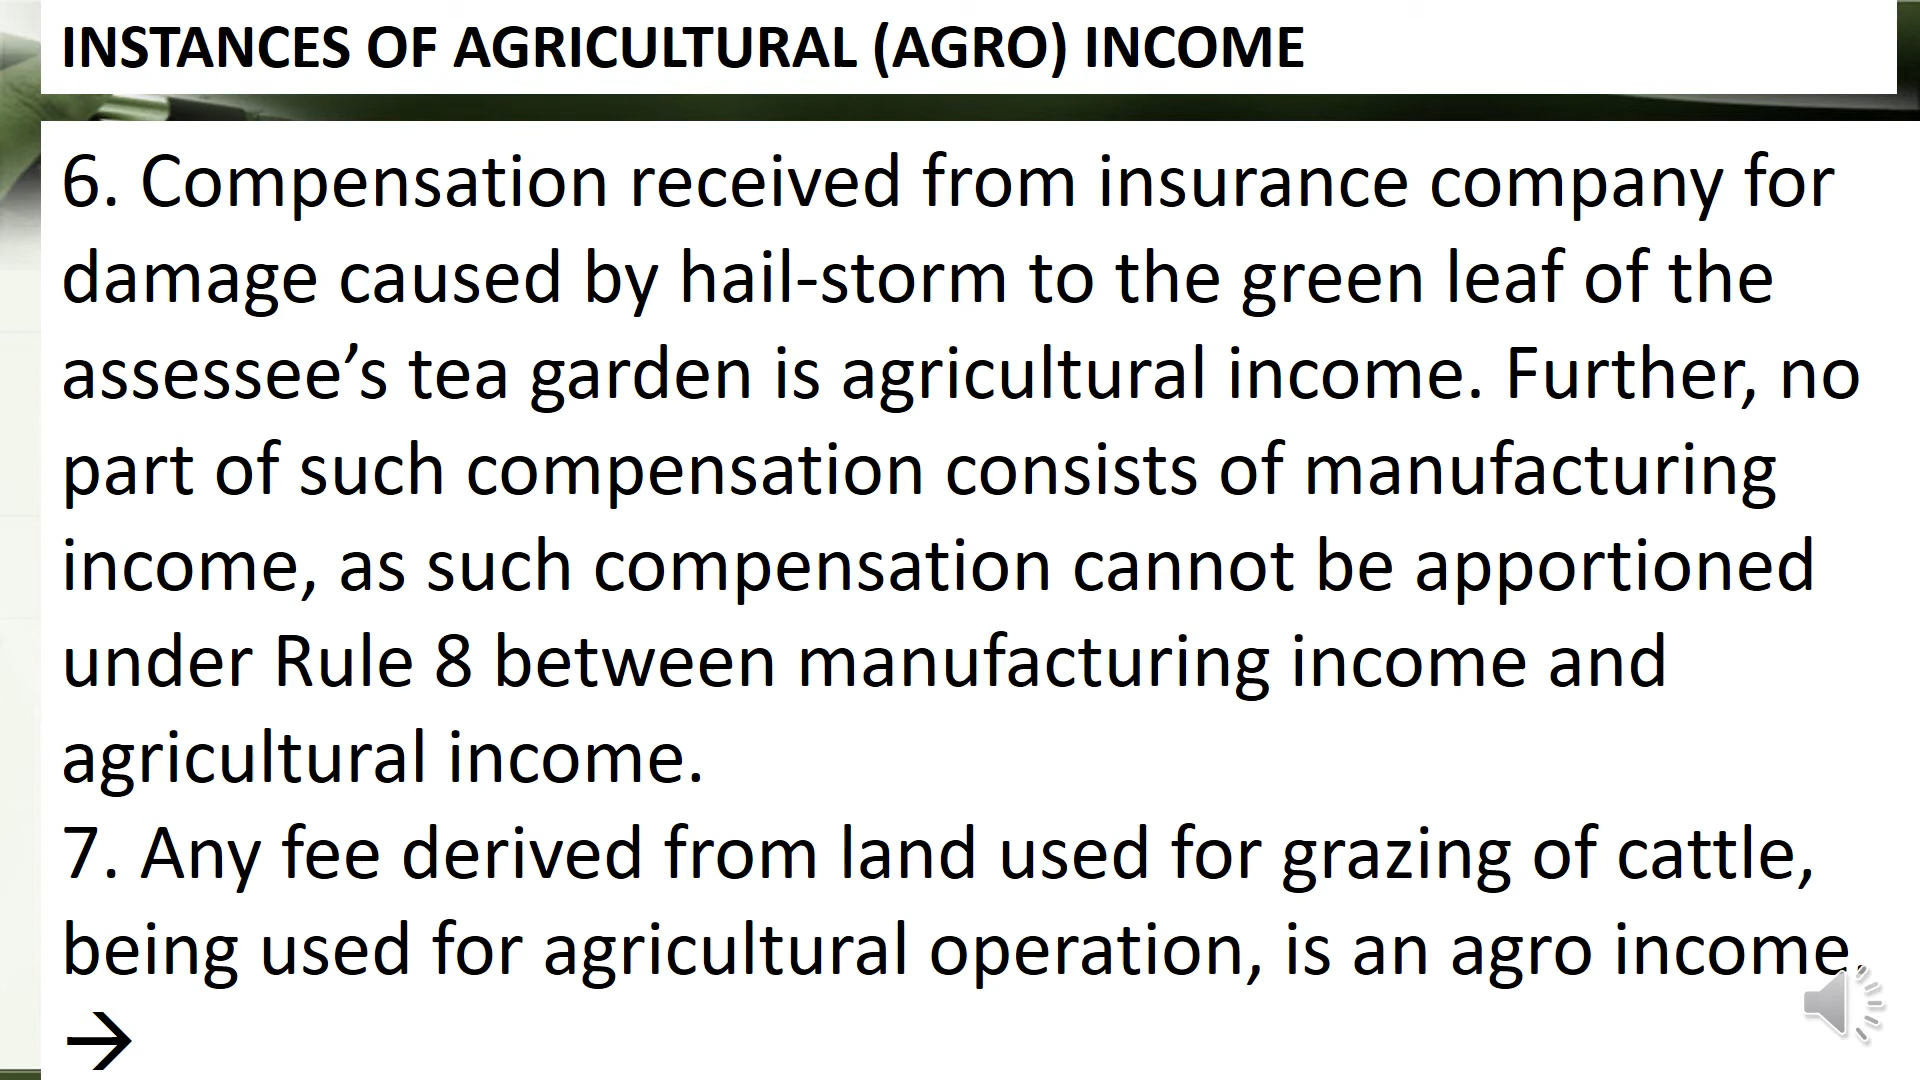 INSTANCES OF AGRICULTURAL (AGRO) INCOME
6. Compensation received from insurance company for
damage caused by hail-storm to the green leaf of the
assessee’s tea garden is agricultural income. Further, no
part of such compensation consists of manufacturing
income, as such compensation cannot be apportioned
under Rule 8 between manufacturing income and
agricultural income.
7. Any fee derived from land used for grazing of cattle,
being used for agricultural operation, is an agro income.
→